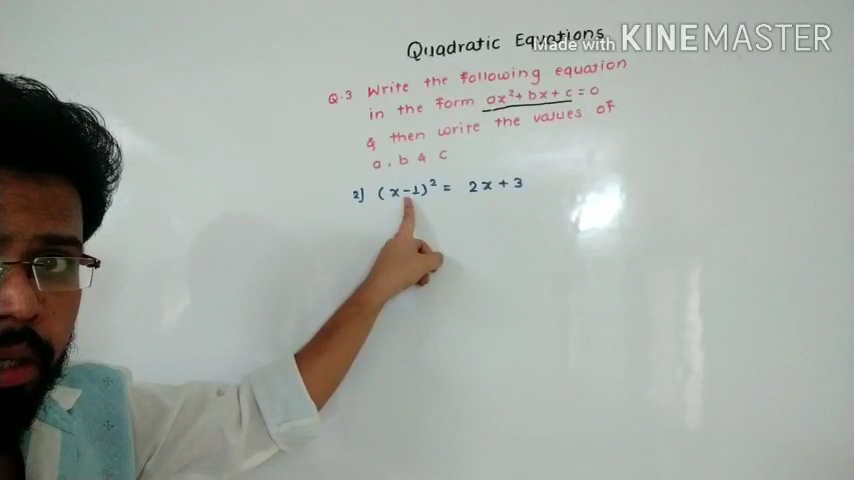 Quadratic Equations
Made with KINEMASTER
Q.3 Write the following equation
in the form ax²+bx+c=0
& then write the values of
a, b & c
2) (x-1)² = 2x+3